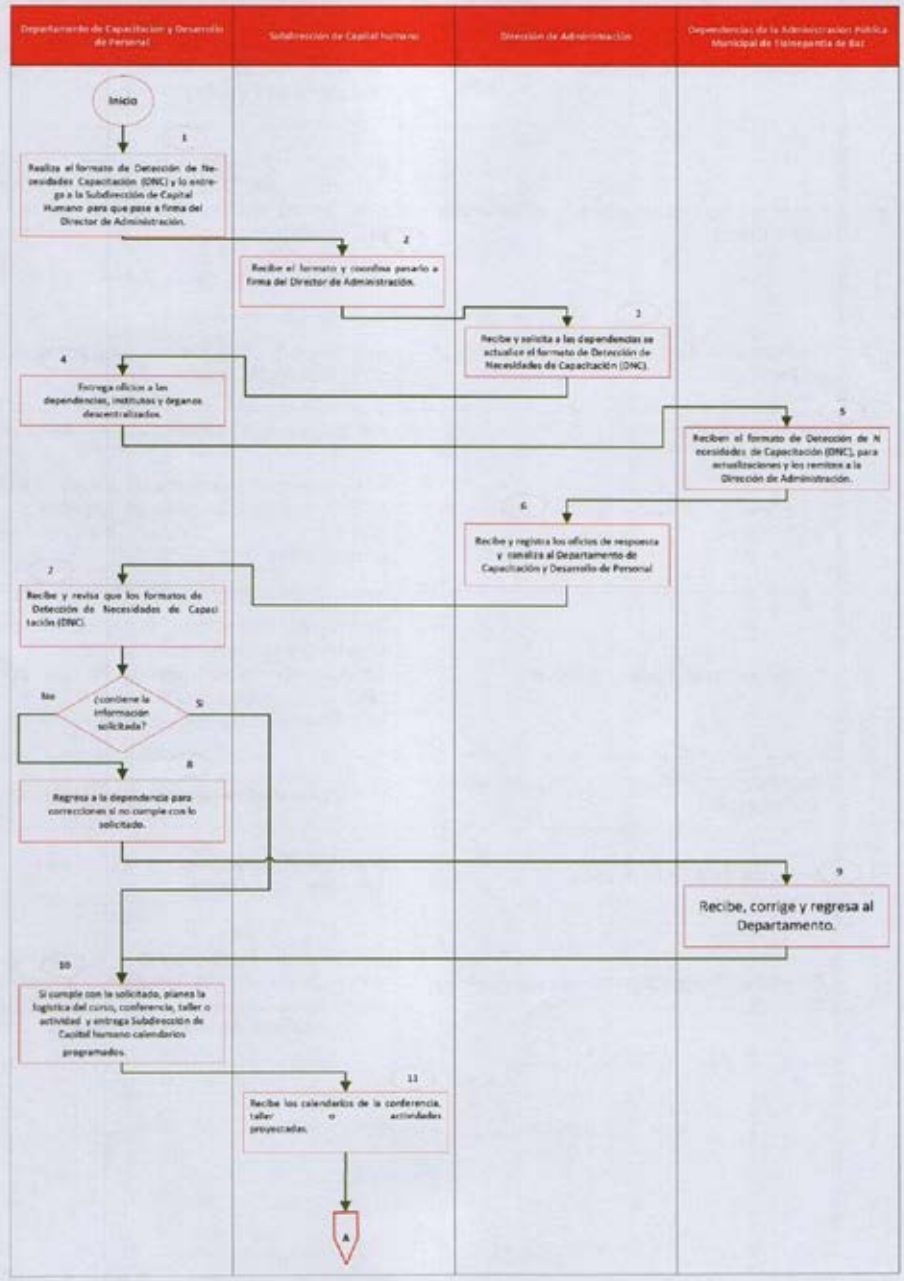 Departamento de Capacitacion y Desarrollo
de Personal
Subdirección de Capital humano
Dirección de Administración
Dependencias de la Administracion Pública
Municipal de Tlalnepantla de Baz
Inicio
1
Realiza el formato de Detección de Ne-
cesidades Capacitación (DNC) y lo entre-
ga a la Subdirección de Capital
Humano para que pase a firma del
Director de Administración.
2
Recibe el formato y coordina pasarlo a
firma del Director de Administración.
3
Recibe y solicita a las dependencias se
actualice el formato de Detección de
Necesidades de Capacitación (DNC).
4
Entrega oficios a las
dependencias, institutos y órganos
descentralizados.
5
Reciben el formato de Detección de N
ecesidades de Capacitación (DNC), para
actualizaciones y los remiten a la
Dirección de Administración.
6
Recibe y registra los oficios de respuesta
y canaliza al Departamento de
Capacitación y Desarrollo de Personal
7
Recibe y revisa que los formatos de
Detección de Necesidades de Capaci
tación (DNC).
No
¿contiene la
información
solicitada?
Si
8
Regresa a la dependencia para
correcciones si no cumple con lo
solicitado.
9
Recibe, corrige y regresa al
Departamento.
10
Si cumple con la solicitado, planea la
logística del curso, conferencia, taller o
actividad y entrega Subdirección de
Capital humano calendarios
programados.
11
Recibe los calendarios de la conferencia,
taller o actividades
proyectadas.
A